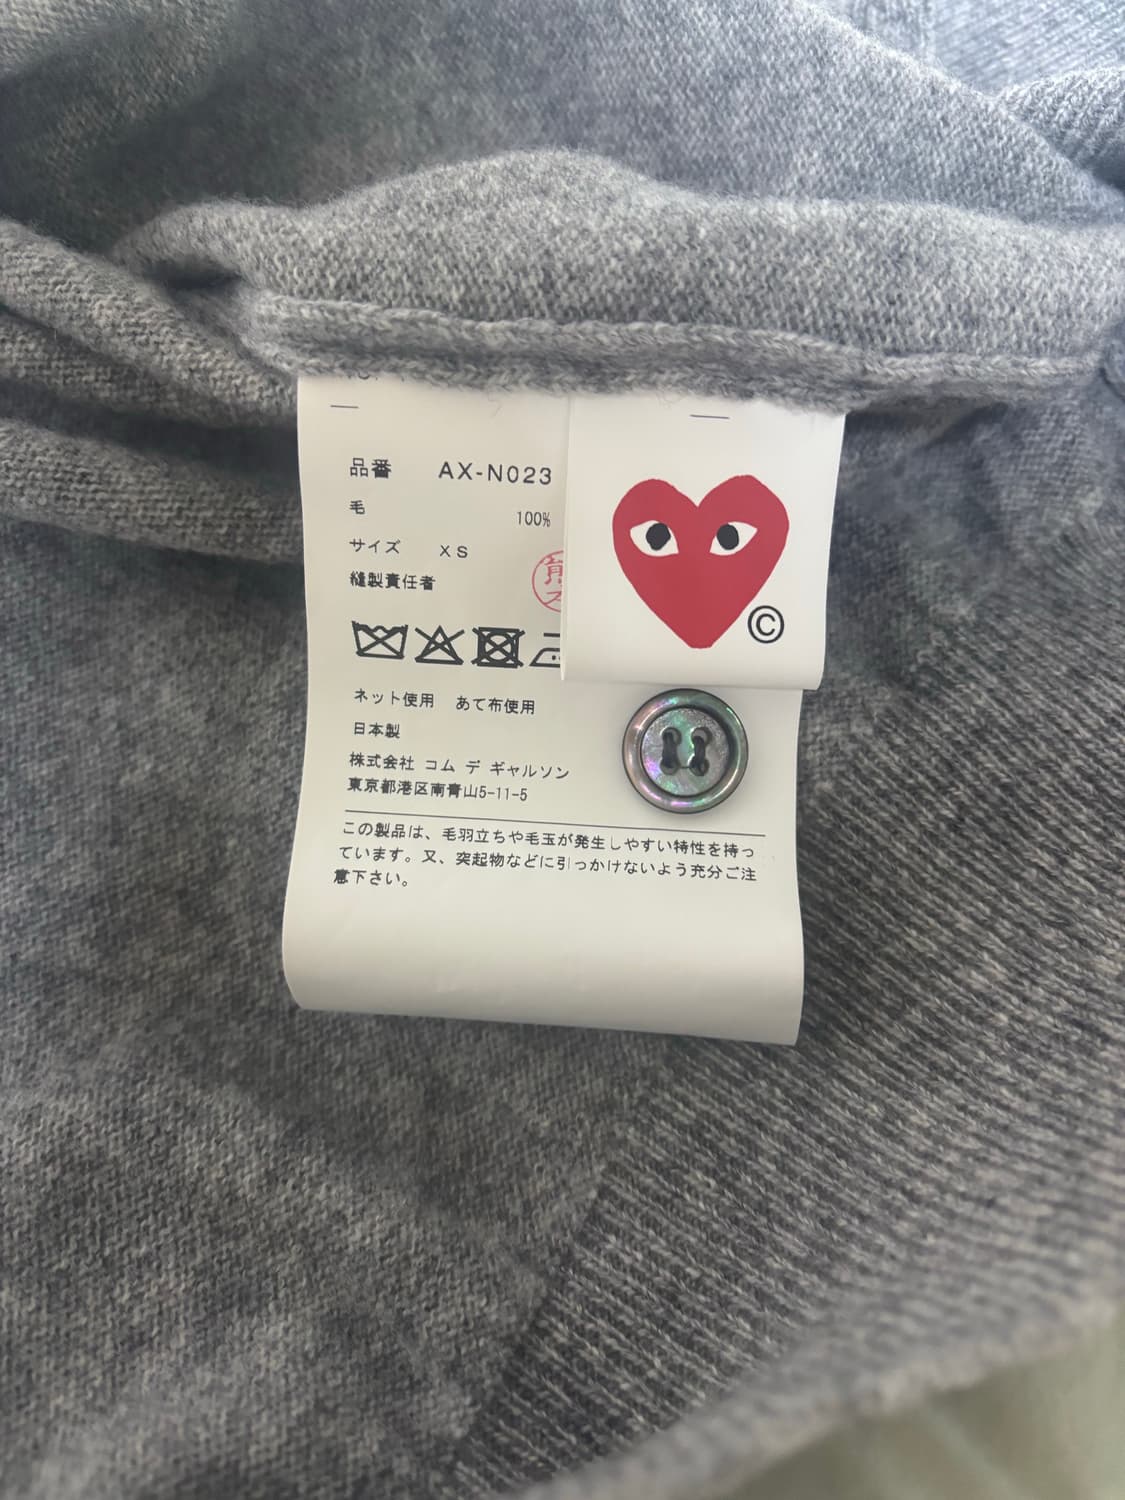 品番 AX-N023
毛 100%
サイズ XS
縫製責任者
ネット使用 あて布使用
日本製
株式会社 コム デ ギャルソン
東京都港区南青山5-11-5
この製品は、毛羽立ちや毛玉が発生しやすい特性を持っ
ています。又、突起物などに引っかけないよう充分ご注
意下さい。
©